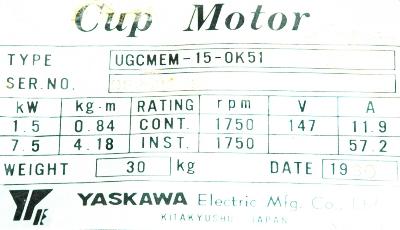 Cup Motor
TYPE UGCMEM-15-0K51
SER.NO.
kW kg·m RATING rpm V A
1.5 0.84 CONT. 1750 147 11.9
7.5 4.18 INST. 1750 57.2
WEIGHT 30 kg DATE 19
YASKAWA Electric Mfg. Co.,
KITAKYUSHU JAPAN